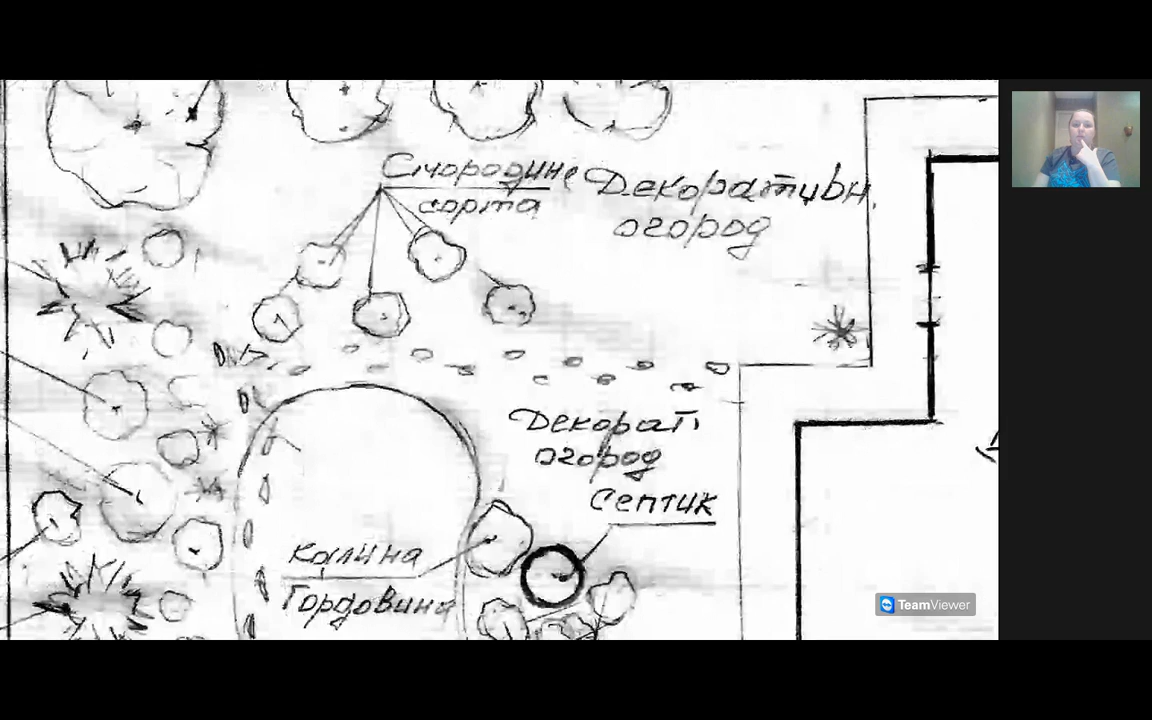 Смородина
сорта
Декоративн.
огород
Декорат
огород
Септик
Калина
Гордовина
TeamViewer